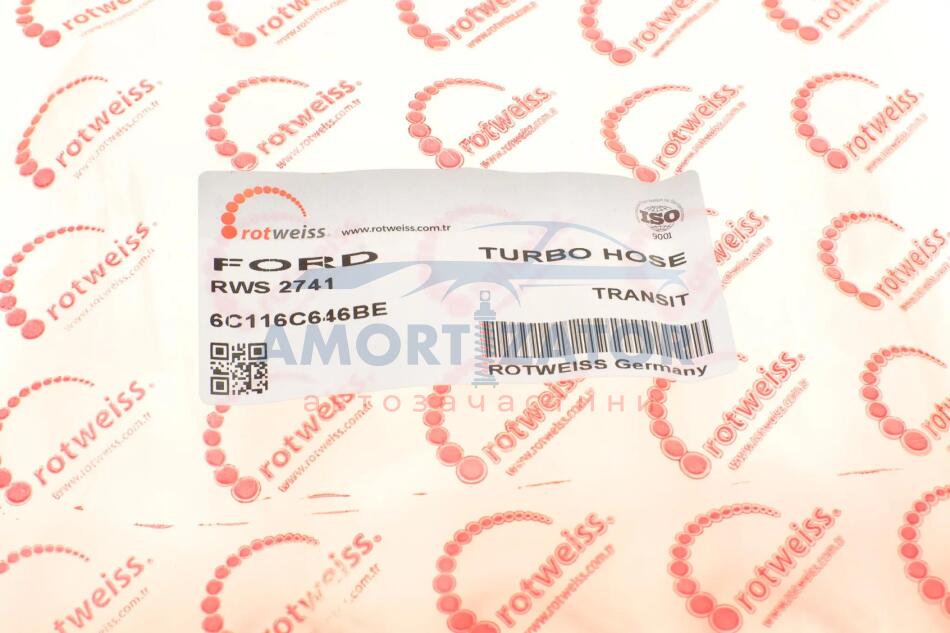 rotweiss®
www.rotweiss.com.tr
ISO
9001
FORD
TURBO HOSE
RWS 2741
TRANSIT
6C116C646BE
ROTWEISS Germany
AMORTIZATOR
автозачастйни
rotweiss®
www.rotweiss.com.tr